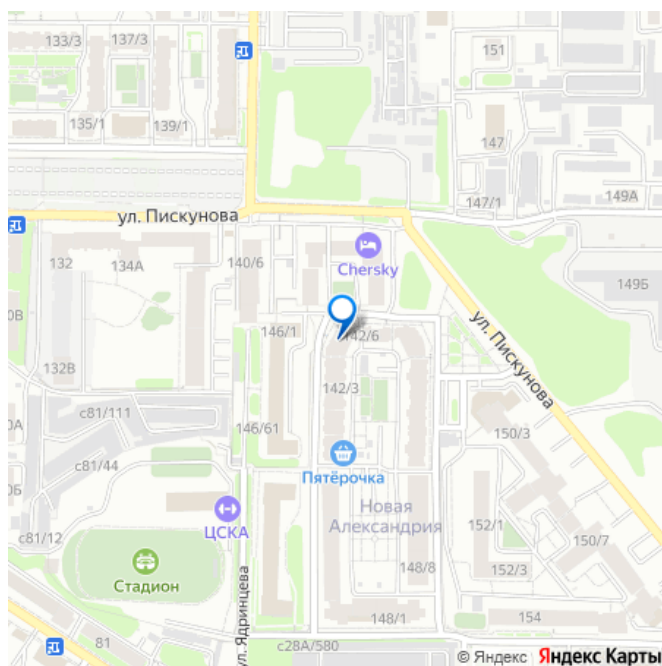 133/3
137/3
151
135/1
139/1
147
147/1
149А
ул. Пискунова
132
134А
140/6
Chersky
149Б
0В
146/1
142/6
ул. Пискунова
132В
142/3
с81/111
0А
146/61
150/3
с81/44
Пятёрочка
0Б
ЦСКА
Новая
Александрия
152/1
с81/12
150/7
Стадион
148/8
152/3
ул. Ядринцева
148/1
154
81
с28А/580
© Яндекс Яндекс Карты